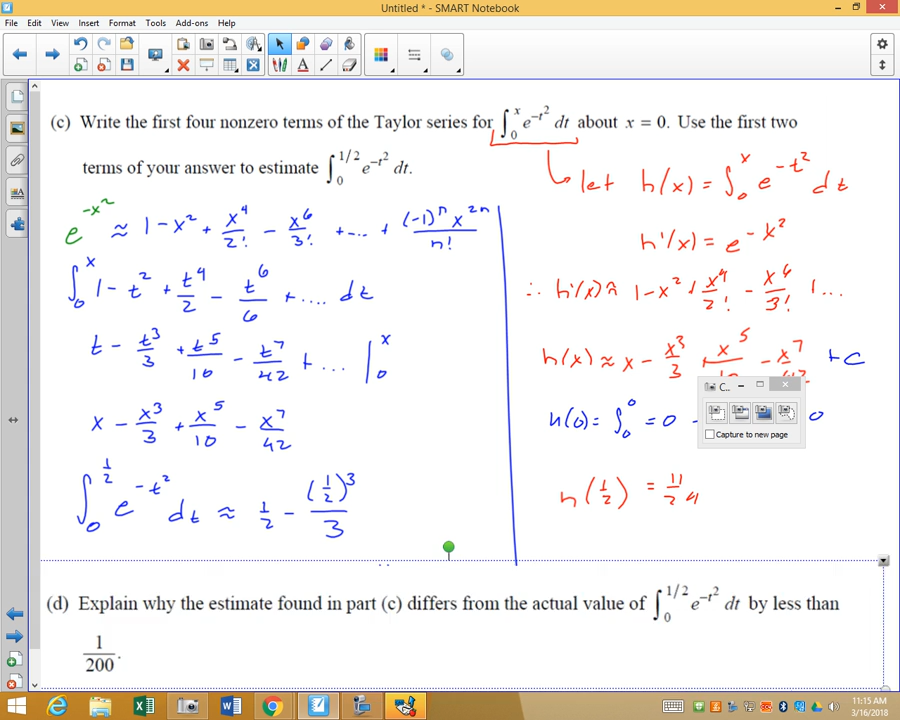 Untitled * - SMART Notebook
File Edit View Insert Format Tools Add-ons Help
(c) Write the first four nonzero terms of the Taylor series for ∫₀ˣ e^(−t²) dt about x = 0. Use the first two
terms of your answer to estimate ∫₀^(1/2) e^(−t²) dt.
let h(x) = ∫₀ˣ e^(−t²) dt
e^(−x²) ≈ 1 − x² + x⁴/2! − x⁶/3! + ... + (−1)ⁿ x²ⁿ/n!
h'(x) = e^(−x²)
∫₀ˣ 1 − t² + t⁴/2 − t⁶/6 + .... dt
∴ h'(x) ≈ 1 − x² + x⁴/2! − x⁶/3! + ...
t − t³/3 + t⁵/10 − t⁷/42 + ... |₀ˣ
h(x) ≈ x − x³/3 + x⁵/10 − x⁷/42 + C
x − x³/3 + x⁵/10 − x⁷/42
h(0) = ∫₀⁰ = 0 0
C...
Capture to new page
∫₀^(1/2) e^(−t²) dt ≈ 1/2 − (1/2)³/3
h(1/2) = 11/24
(d) Explain why the estimate found in part (c) differs from the actual value of ∫₀^(1/2) e^(−t²) dt by less than
1/200.
11:15 AM
3/16/2018